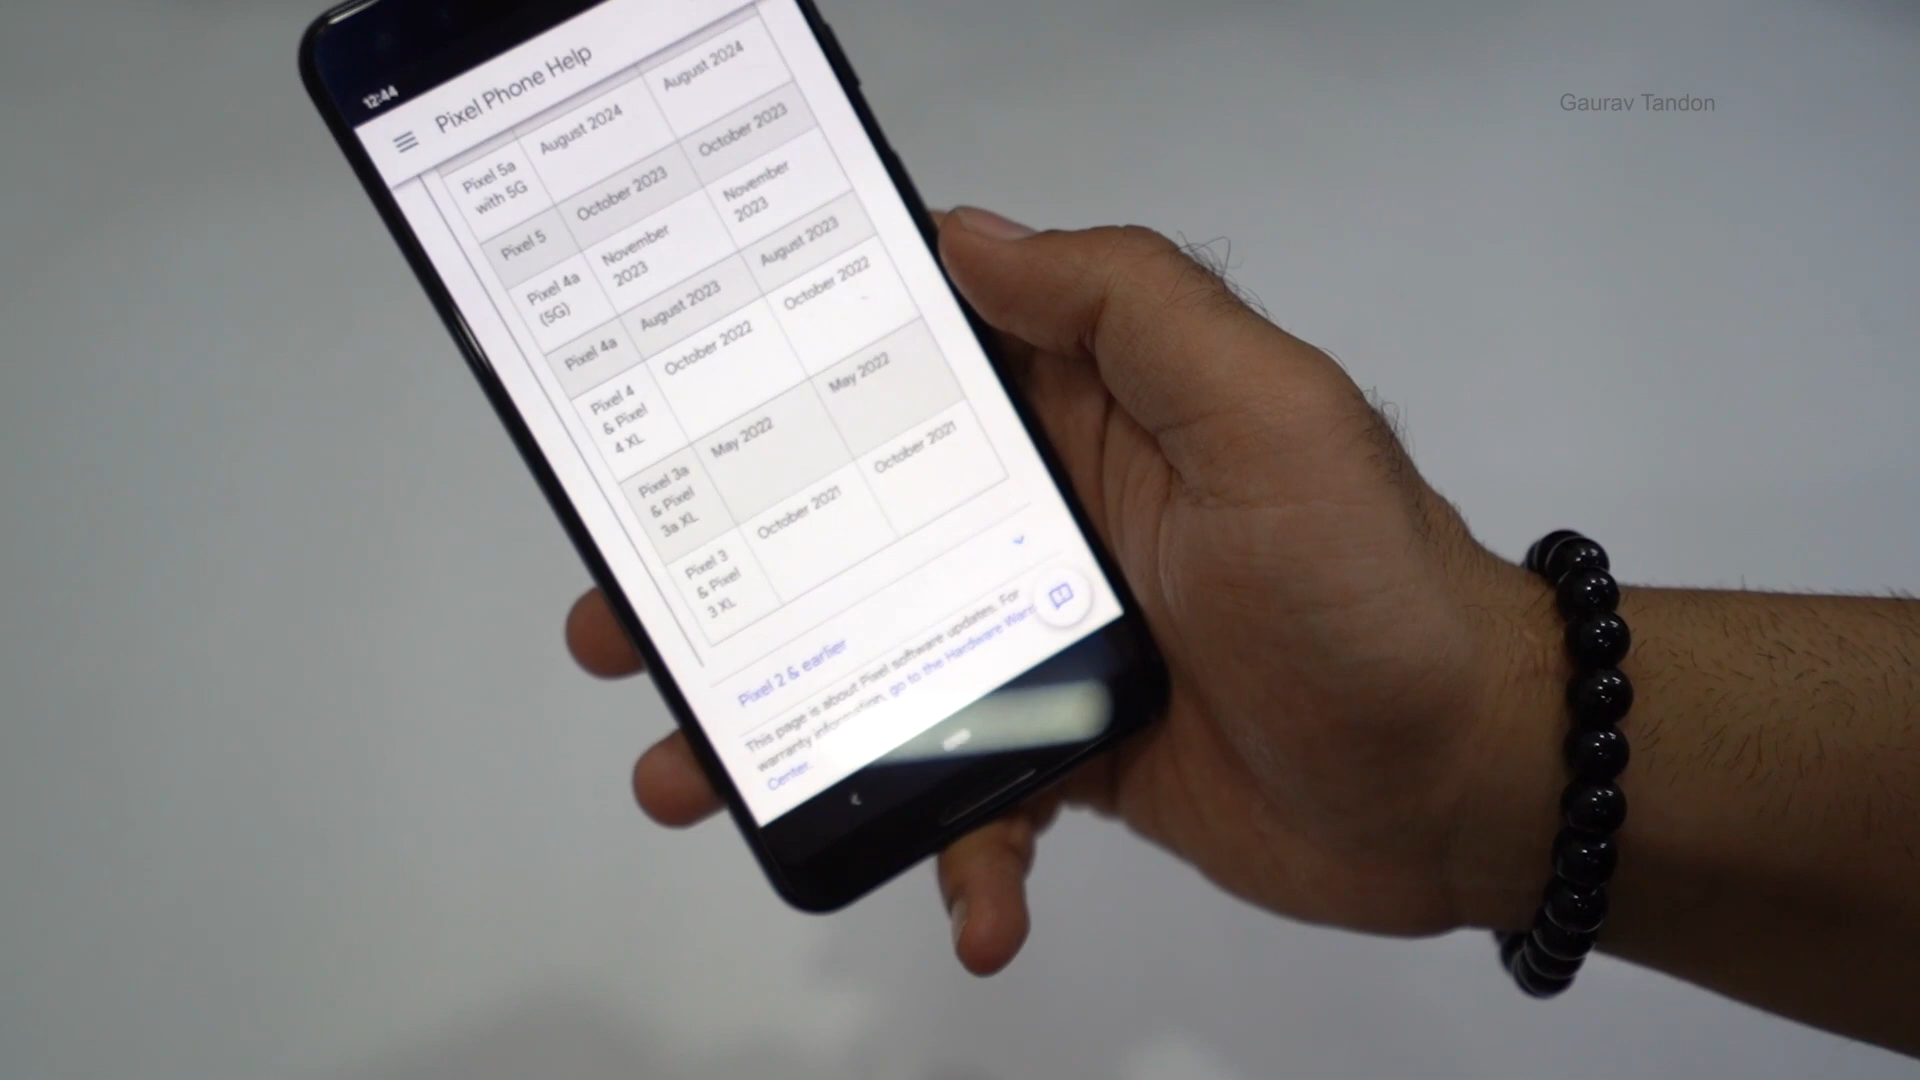 Gaurav Tandon
12:44
Pixel Phone Help
Pixel 5a
with 5G
August 2024
August 2024
Pixel 5
October 2023
October 2023
Pixel 4a
(5G)
November
2023
November
2023
Pixel 4a
August 2023
August 2023
Pixel 4
& Pixel
4 XL
October 2022
October 2022
Pixel 3a
& Pixel
3a XL
May 2022
May 2022
Pixel 3
& Pixel
3 XL
October 2021
October 2021
Pixel 2 & earlier
This page is about Pixel software updates. For
warranty information, go to the Hardware
Center.